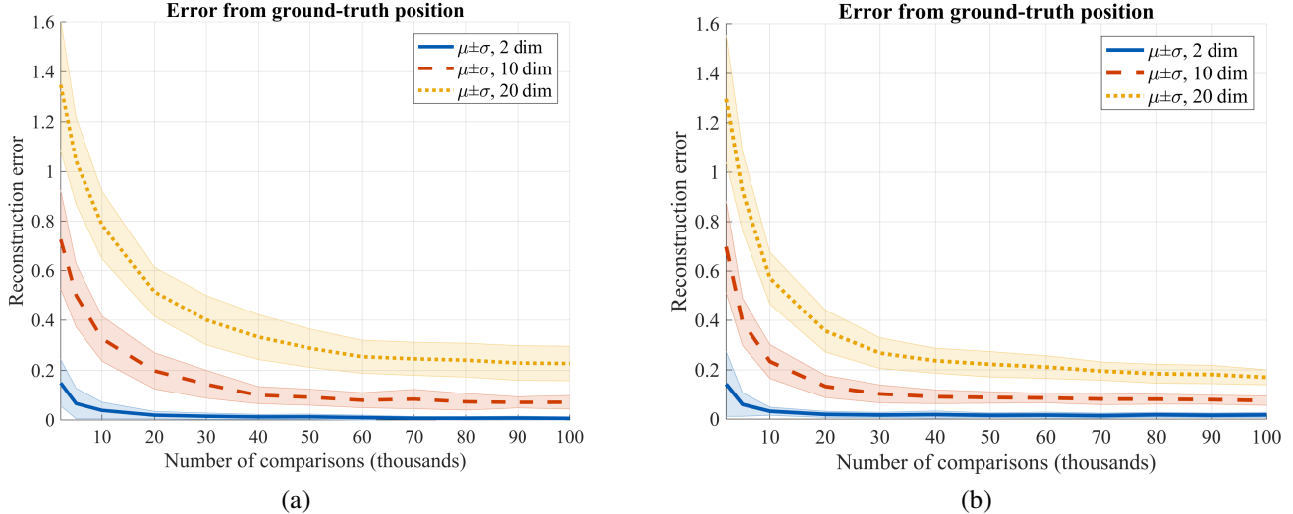 Error from ground-truth position
1.6
1.4
1.2
1
0.8
0.6
0.4
0.2
0
Reconstruction error
μ±σ, 2 dim
μ±σ, 10 dim
μ±σ, 20 dim
10 20 30 40 50 60 70 80 90 100
Number of comparisons (thousands)
(a)
Error from ground-truth position
1.6
1.4
1.2
1
0.8
0.6
0.4
0.2
0
Reconstruction error
μ±σ, 2 dim
μ±σ, 10 dim
μ±σ, 20 dim
10 20 30 40 50 60 70 80 90 100
Number of comparisons (thousands)
(b)